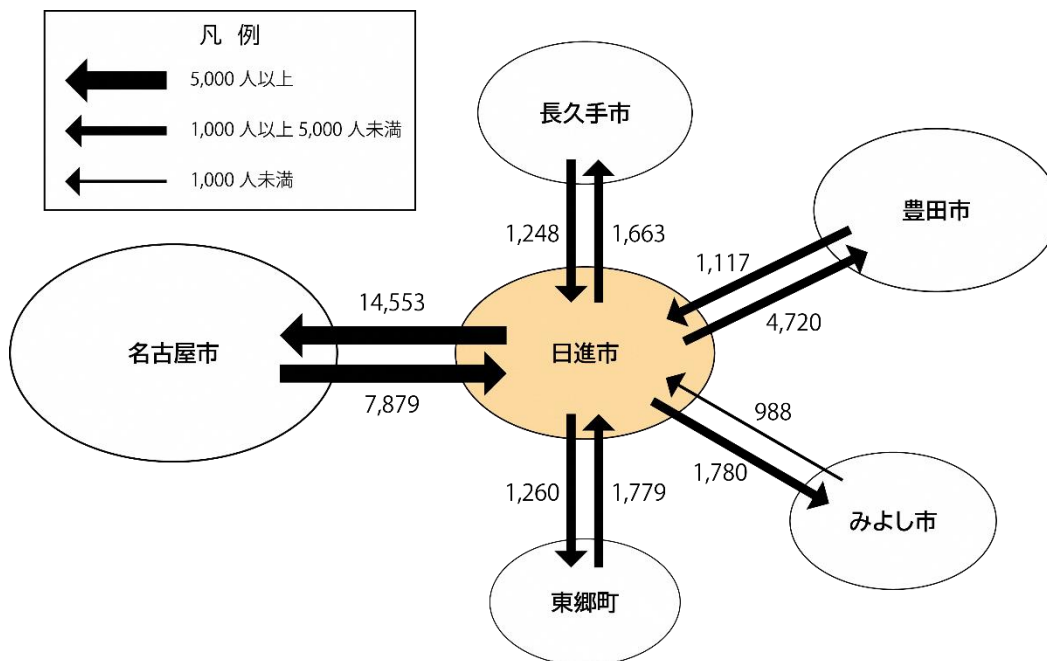 凡 例
5,000 人以上
1,000 人以上 5,000 人未満
1,000 人未満
長久手市
豊田市
1,248
1,663
1,117
4,720
14,553
名古屋市
日進市
7,879
988
1,780
1,260
1,779
みよし市
東郷町